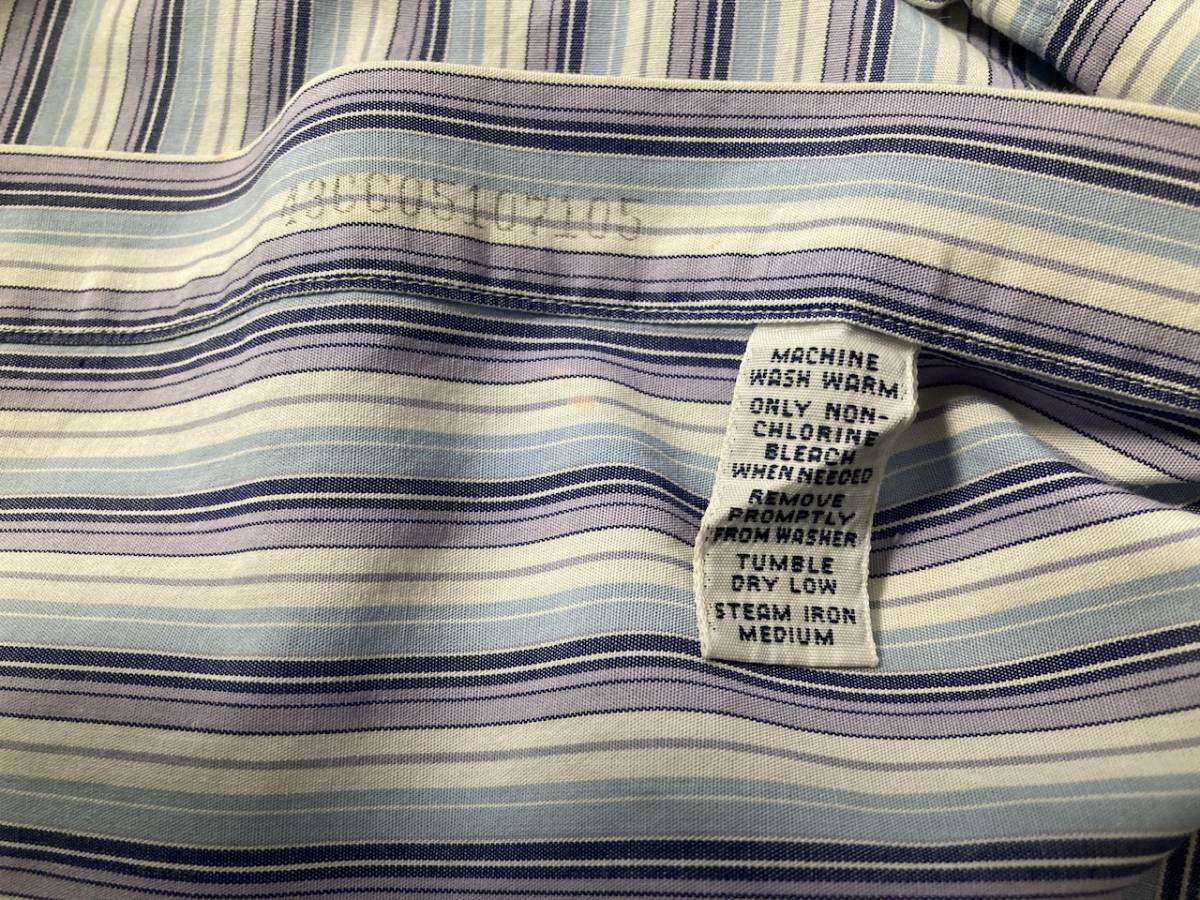 436605107105
MACHINE
WASH WARM
ONLY NON-
CHLORINE
BLEACH
WHEN NEEDED
REMOVE
PROMPTLY
FROM WASHER
TUMBLE
DRY LOW
STEAM IRON
MEDIUM